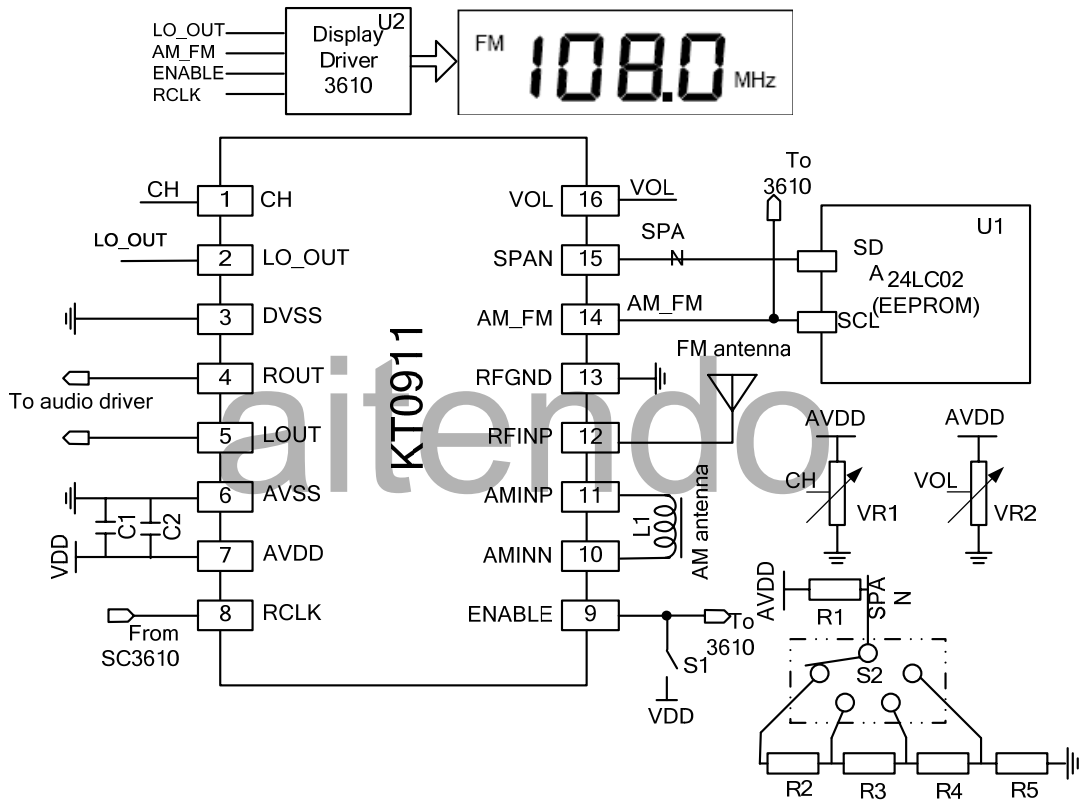 LO_OUT
AM_FM
ENABLE
RCLK
U2
Display
Driver
3610
FM
108.0
MHz
CH
1
CH
LO_OUT
2
LO_OUT
3
DVSS
4
ROUT
To audio driver
5
LOUT
6
AVSS
C1
C2
VDD
7
AVDD
8
RCLK
From
SC3610
KT0911
aitendo
VOL
16
VOL
SPAN
15
SPA
N
AM_FM
14
AM_FM
RFGND
13
RFINP
12
FM antenna
AMINP
11
AMINN
10
L1
AM antenna
ENABLE
9
To
3610
S1
VDD
To
3610
U1
SD
A
24LC02
(EEPROM)
SCL
AVDD
CH
VR1
AVDD
VOL
VR2
AVDD
R1
SPA
N
S2
R2
R3
R4
R5